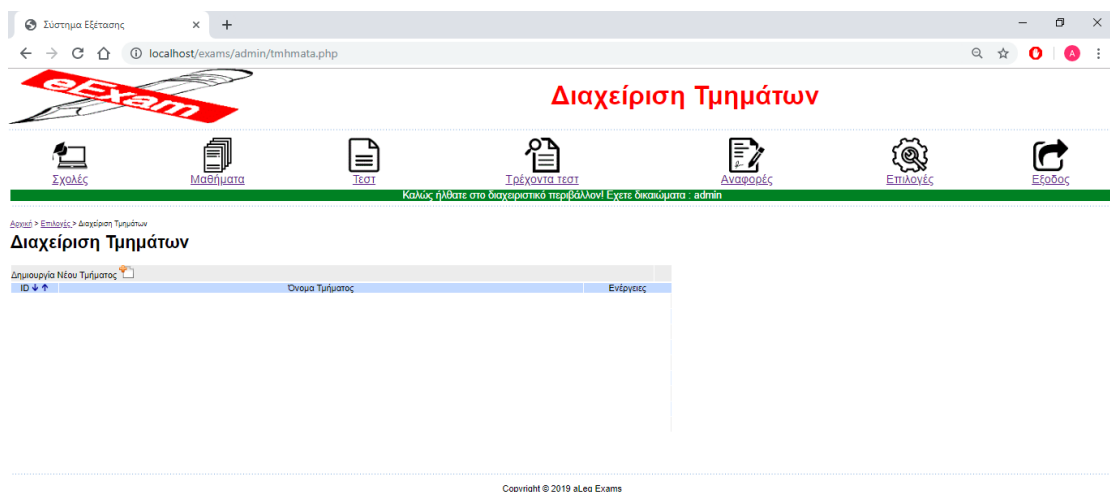 Σύστημα Εξέτασης
localhost/exams/admin/tmhmata.php
A
eExam
Διαχείριση Τμημάτων
Σχολές Μαθήματα Τεστ Τρέχοντα τεστ Αναφορές Επιλογές Εξοδος
Καλώς ήλθατε στο διαχειριστικό περιβάλλον! Εχετε δικαιώματα : admin
Αρχική > Επιλογές > Διαχείριση Τμημάτων
Διαχείριση Τμημάτων
Δημιουργία Νέου Τμήματος
ID Όνομα Τμήματος Ενέργειες
Copyright © 2019 aLeg Exams